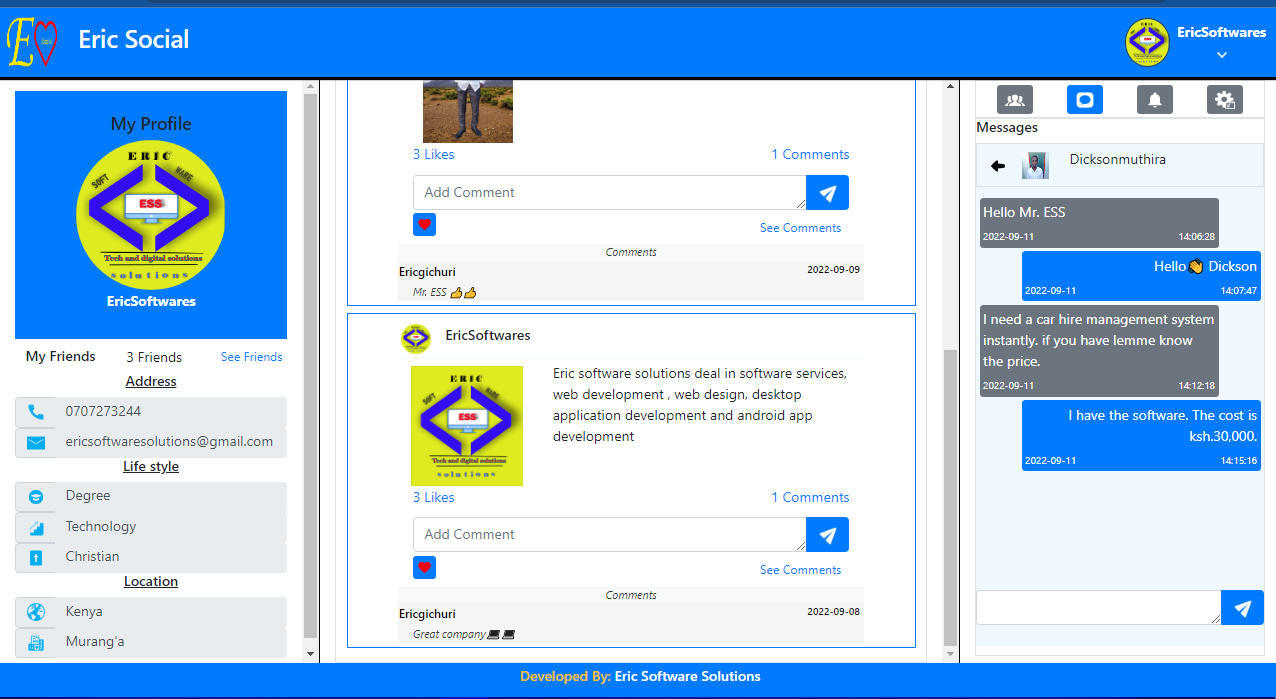 Eric Social
EricSoftwares
My Profile
ERIC
SOFT WARE
ESS
Tech and digital solutions
solutions
EricSoftwares
My Friends 3 Friends See Friends
Address
0707273244
ericsoftwaresolutions@gmail.com
Life style
Degree
Technology
Christian
Location
Kenya
Murang'a
3 Likes 1 Comments
Add Comment
See Comments
Comments
Ericgichuri 2022-09-09
Mr. ESS 👍👍
EricSoftwares
ERIC
SOFT WARE
ESS
Tech and digital solutions
solutions
Eric software solutions deal in software services,
web development , web design, desktop
application development and android app
development
3 Likes 1 Comments
Add Comment
See Comments
Comments
Ericgichuri 2022-09-08
Great company💻💻
Messages
Dicksonmuthira
Hello Mr. ESS
2022-09-11 14:06:28
Hello👋 Dickson
2022-09-11 14:07:47
I need a car hire management system
instantly. if you have lemme know
the price.
2022-09-11 14:12:18
I have the software. The cost is
ksh.30,000.
2022-09-11 14:15:16
Developed By: Eric Software Solutions